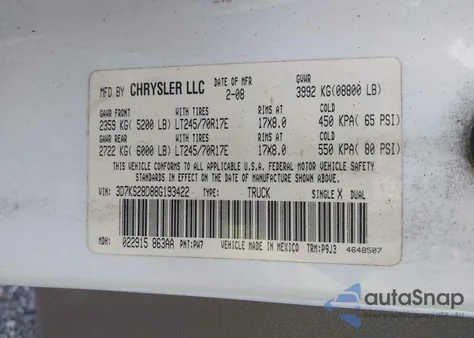 MFD BY CHRYSLER LLC DATE OF MFR GVWR
2-08 3992 KG(08800 LB)
GAWR FRONT WITH TIRES RIMS AT COLD
2359 KG( 5200 LB) LT245/70R17E 17X8.0 450 KPA( 65 PSI)
GAWR REAR WITH TIRES RIMS AT COLD
2722 KG( 6000 LB) LT245/70R17E 17X8.0 550 KPA( 80 PSI)
THIS VEHICLE CONFORMS TO ALL APPLICABLE U.S.A. FEDERAL MOTOR VEHICLE
SAFETY STANDARDS IN EFFECT ON THE DATE OF MANUFACTURE SHOWN ABOVE.
VIN: 3D7KS28D88G193422 TYPE: TRUCK SINGLE X DUAL
MDH: 022915 863AA PNT:PW7 VEHICLE MADE IN MEXICO TRM:P9J3 4648507
autoSnap